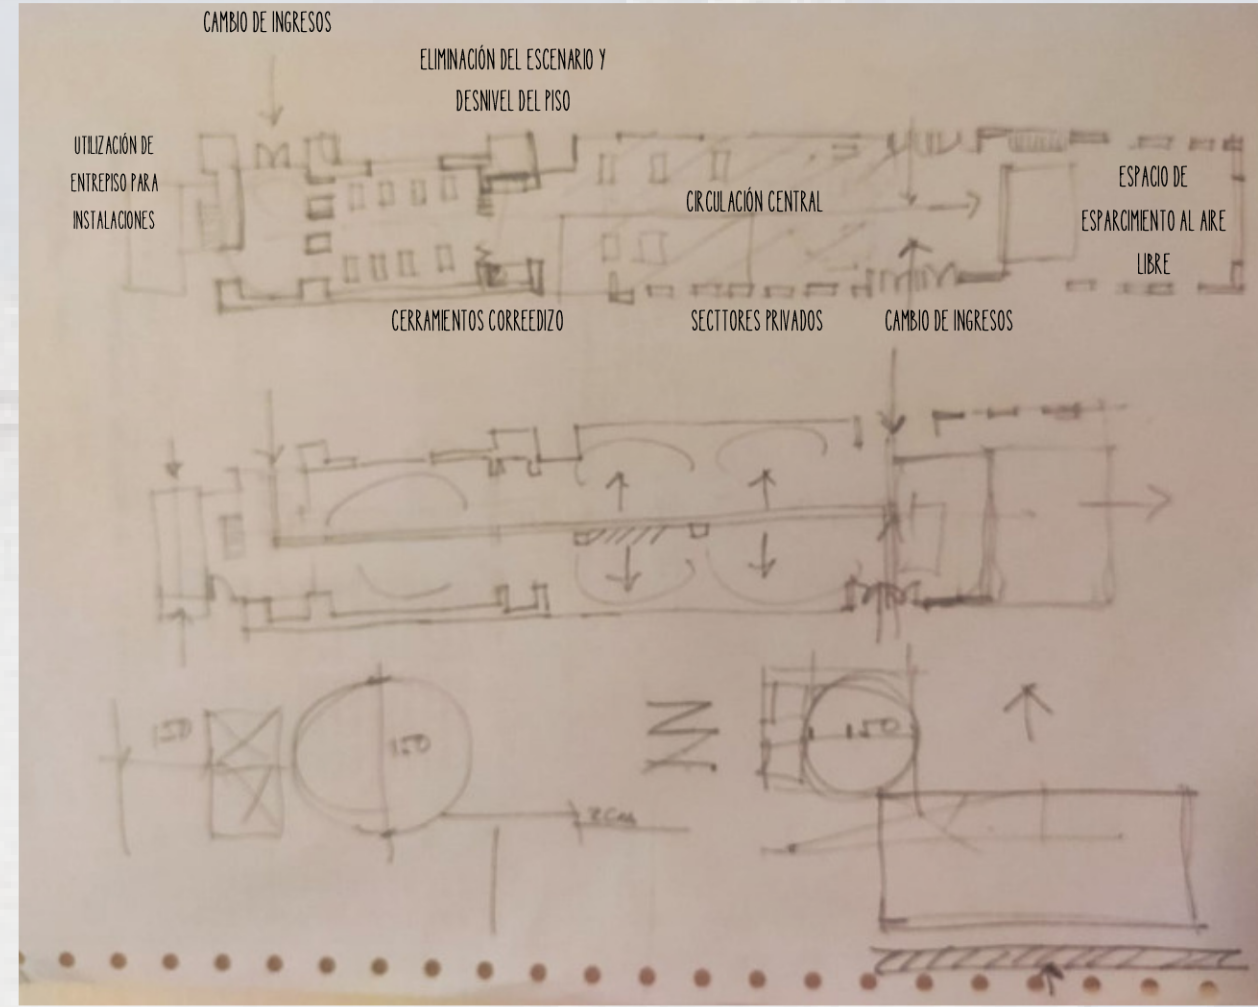 CAMBIO DE INGRESOS
ELIMINACIÓN DEL ESCENARIO Y
DESNIVEL DEL PISO
UTILIZACIÓN DE
ENTREPISO PARA
INSTALACIONES
CIRCULACIÓN CENTRAL
ESPACIO DE
ESPARCIMIENTO AL AIRE
LIBRE
CERRAMIENTOS CORREEDIZO
SECTTORES PRIVADOS
CAMBIO DE INGRESOS
150
150
150